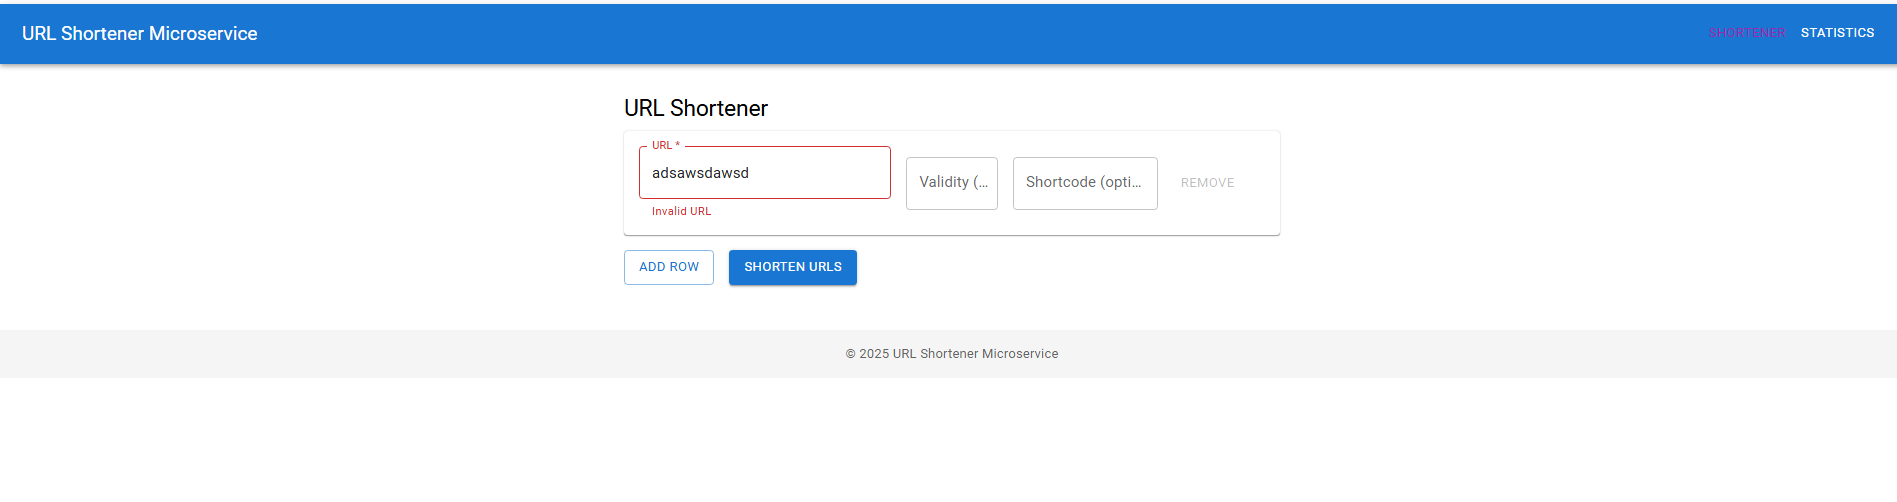 URL Shortener Microservice
SHORTENER STATISTICS
URL Shortener
URL *
adsawsdawsd
Invalid URL
Validity (...
Shortcode (opti...
REMOVE
ADD ROW
SHORTEN URLS
© 2025 URL Shortener Microservice